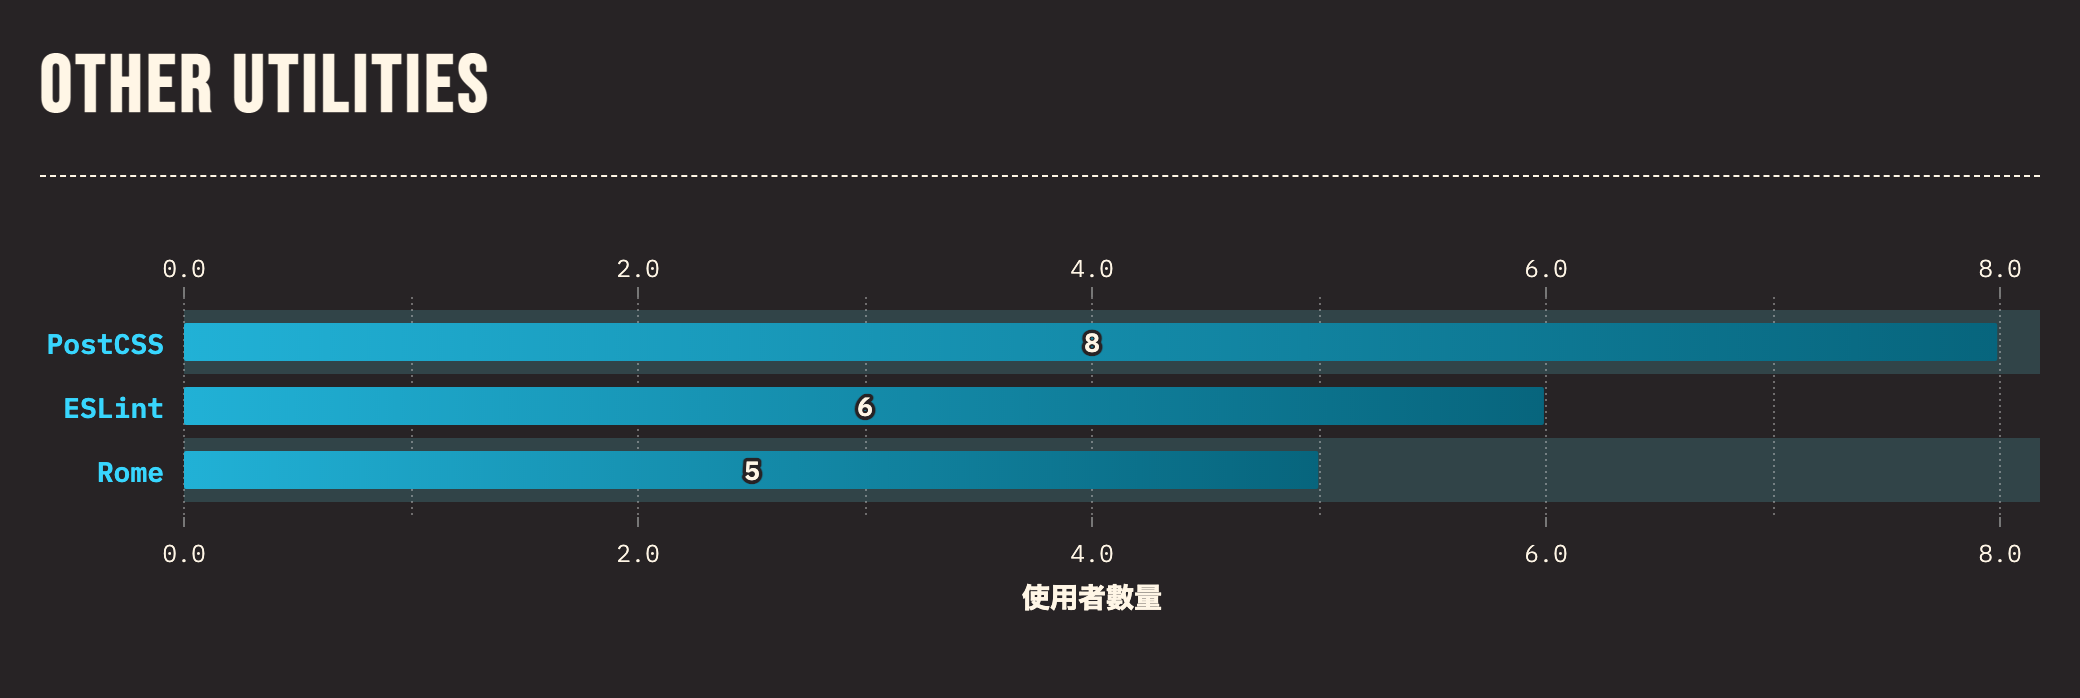 OTHER UTILITIES
0.0 2.0 4.0 6.0 8.0
PostCSS 8
ESLint 6
Rome 5
0.0 2.0 4.0 6.0 8.0
使用者數量